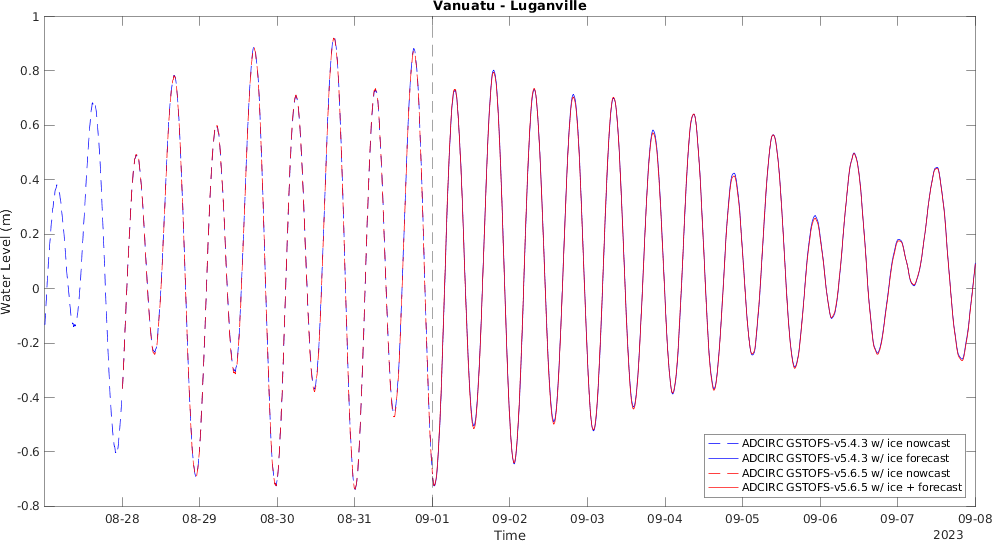 Vanuatu - Luganville
1
0.8
0.6
0.4
0.2
0
-0.2
-0.4
-0.6
-0.8
Water Level (m)
ADCIRC GSTOFS-v5.4.3 w/ ice nowcast
ADCIRC GSTOFS-v5.4.3 w/ ice forecast
ADCIRC GSTOFS-v5.6.5 w/ ice nowcast
ADCIRC GSTOFS-v5.6.5 w/ ice + forecast
08-28 08-29 08-30 08-31 09-01 09-02 09-03 09-04 09-05 09-06 09-07 09-08
Time
2023